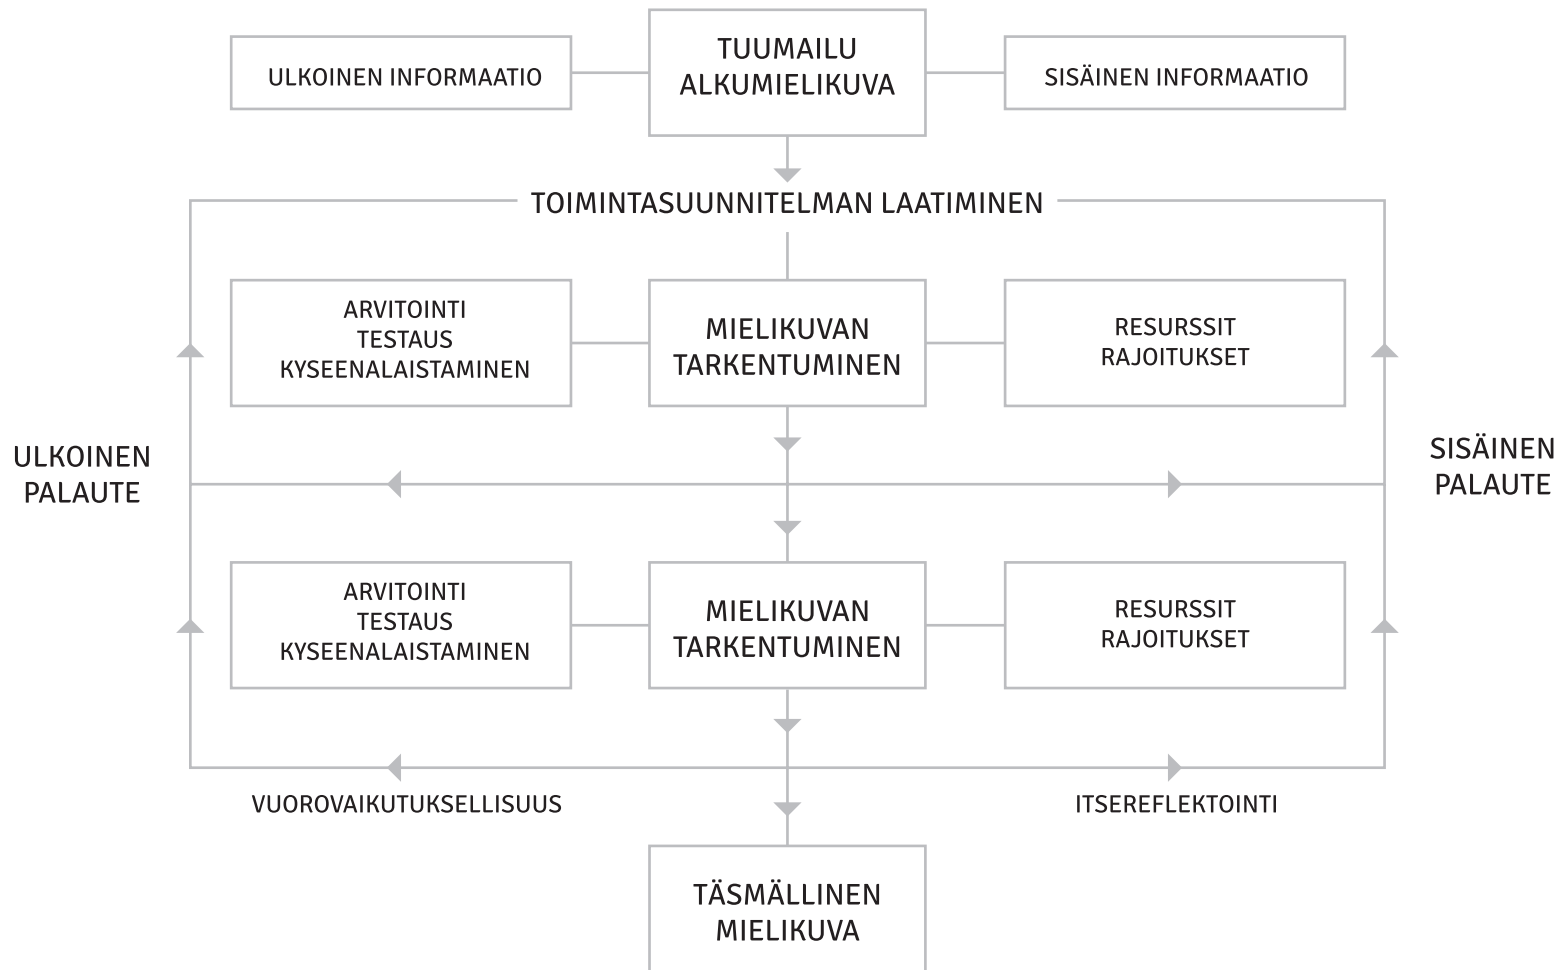 ULKOINEN INFORMAATIO
TUUMAILU
ALKUMIELIKUVA
SISÄINEN INFORMAATIO
TOIMINTASUUNNITELMAN LAATIMINEN
ARVITOINTI
TESTAUS
KYSEENALAISTAMINEN
MIELIKUVAN
TARKENTUMINEN
RESURSSIT
RAJOITUKSET
ULKOINEN
PALAUTE
SISÄINEN
PALAUTE
ARVITOINTI
TESTAUS
KYSEENALAISTAMINEN
MIELIKUVAN
TARKENTUMINEN
RESURSSIT
RAJOITUKSET
VUOROVAIKUTUKSELLISUUS
ITSEREFLEKTOINTI
TÄSMÄLLINEN
MIELIKUVA